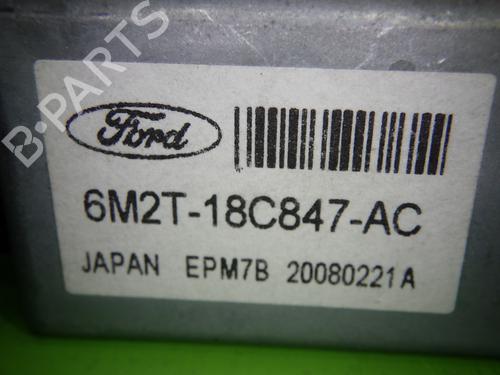 B-PARTS
Ford
6M2T-18C847-AC
JAPAN EPM7B 20080221A